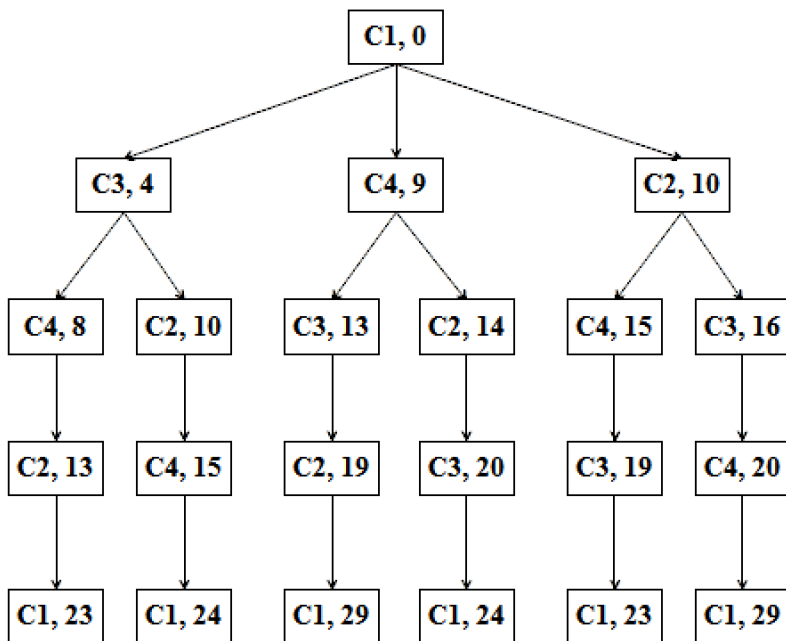 C1, 0
C3, 4
C4, 9
C2, 10
C4, 8
C2, 10
C3, 13
C2, 14
C4, 15
C3, 16
C2, 13
C4, 15
C2, 19
C3, 20
C3, 19
C4, 20
C1, 23
C1, 24
C1, 29
C1, 24
C1, 23
C1, 29